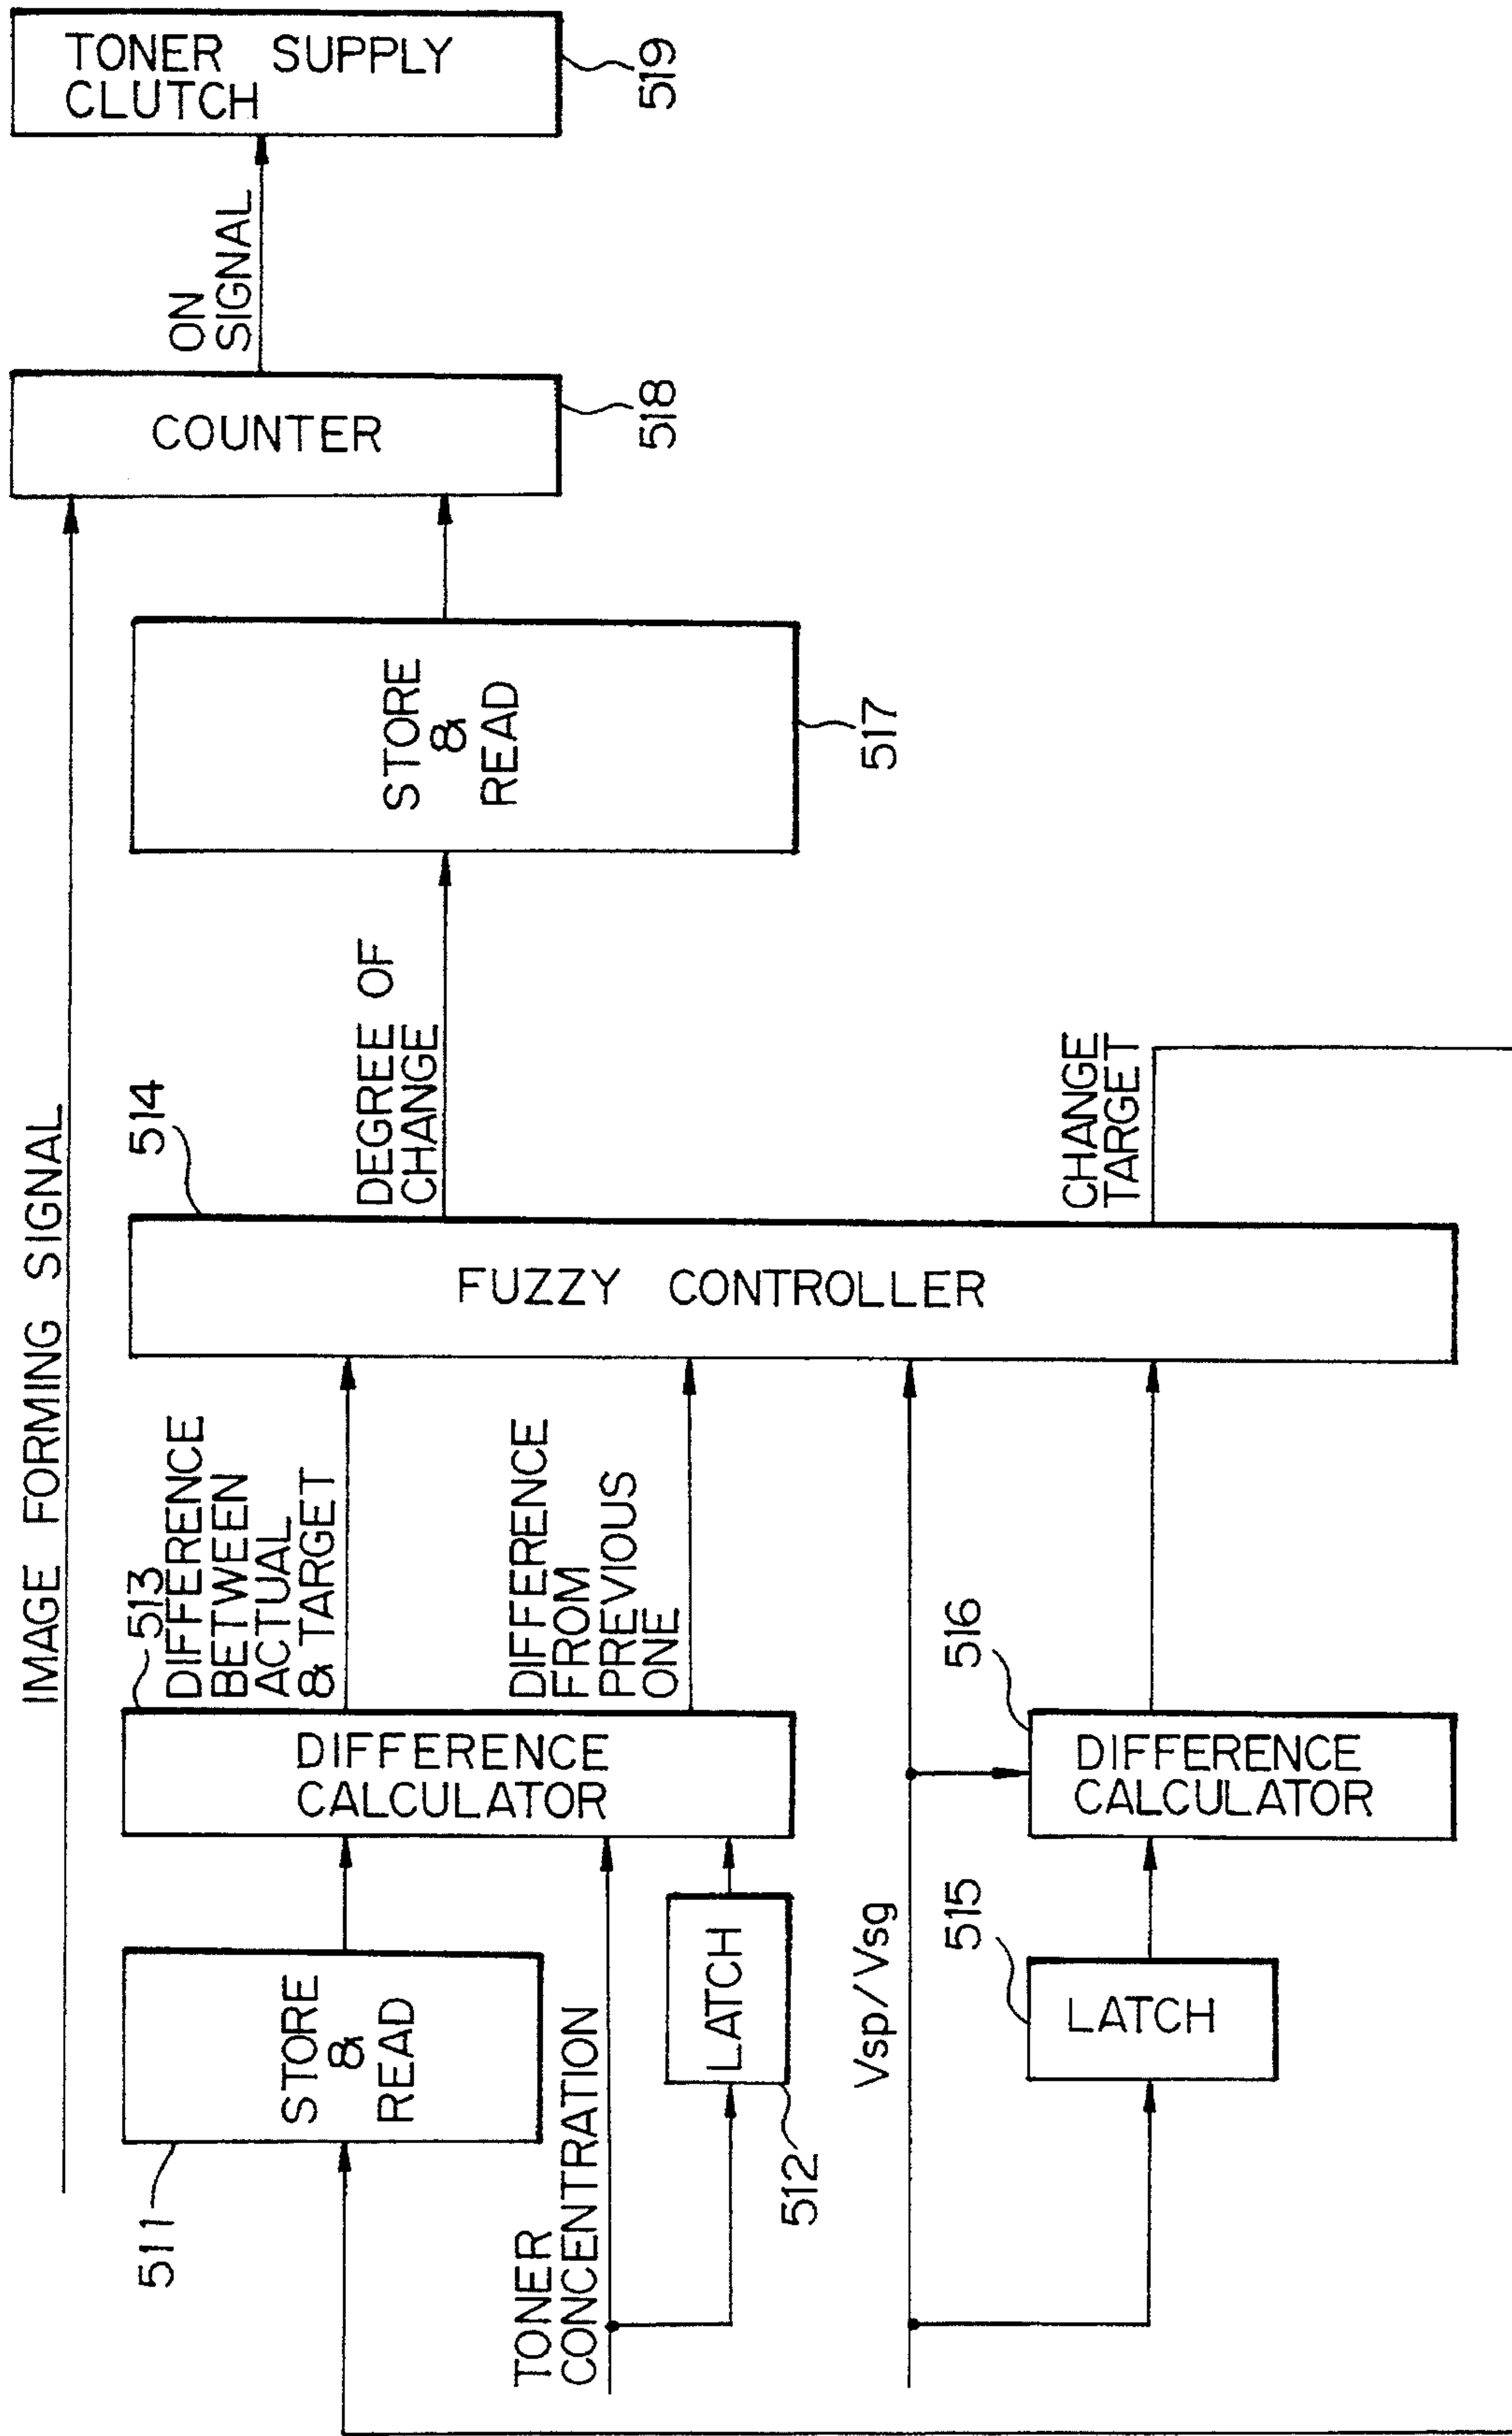 IMAGE FORMING SIGNAL
511
STORE
&
READ
TONER
CONCENTRATION
LATCH
512
513
DIFFERENCE
CALCULATOR
DIFFERENCE
BETWEEN
ACTUAL
& TARGET
DIFFERENCE
FROM
PREVIOUS
ONE
Vsp/Vsg
515
LATCH
516
DIFFERENCE
CALCULATOR
514
FUZZY CONTROLLER
DEGREE OF
CHANGE
CHANGE
TARGET
STORE
&
READ
517
COUNTER
518
ON
SIGNAL
TONER SUPPLY
CLUTCH
519